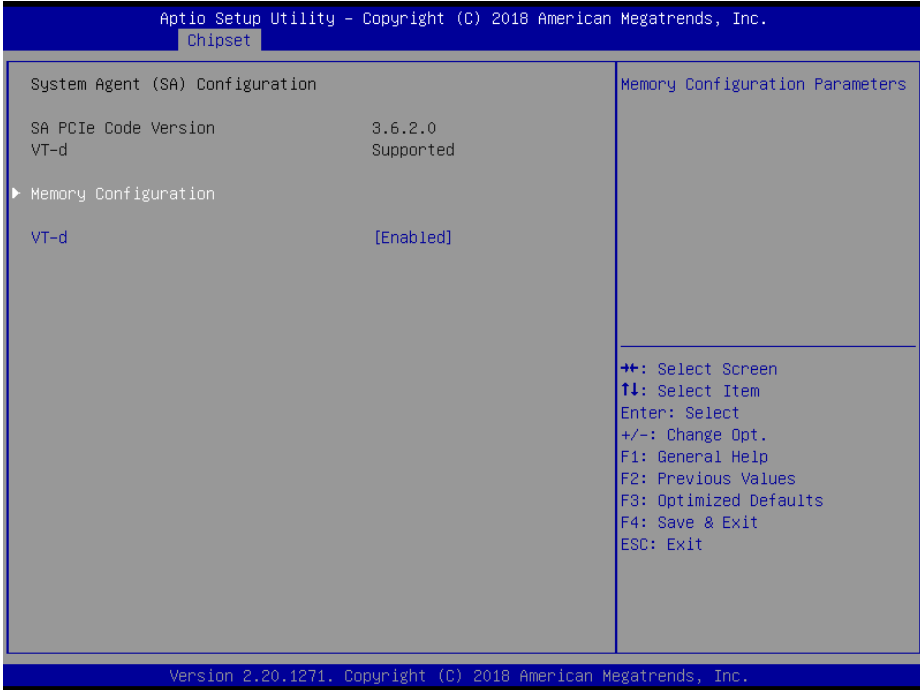 Aptio Setup Utility – Copyright (C) 2018 American Megatrends, Inc.
Chipset
System Agent (SA) Configuration
SA PCIe Code Version 3.6.2.0
VT-d Supported
Memory Configuration
VT-d [Enabled]
Memory Configuration Parameters
→←: Select Screen
↑↓: Select Item
Enter: Select
+/-: Change Opt.
F1: General Help
F2: Previous Values
F3: Optimized Defaults
F4: Save & Exit
ESC: Exit
Version 2.20.1271. Copyright (C) 2018 American Megatrends, Inc.